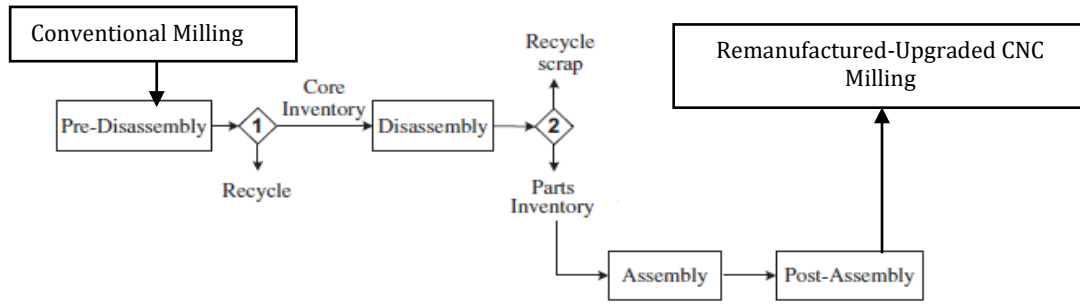 Conventional Milling
Remanufactured-Upgraded CNC
Milling
Recycle
scrap
Core
Inventory
Pre-Disassembly
1
Disassembly
2
Recycle
Parts
Inventory
Assembly
Post-Assembly